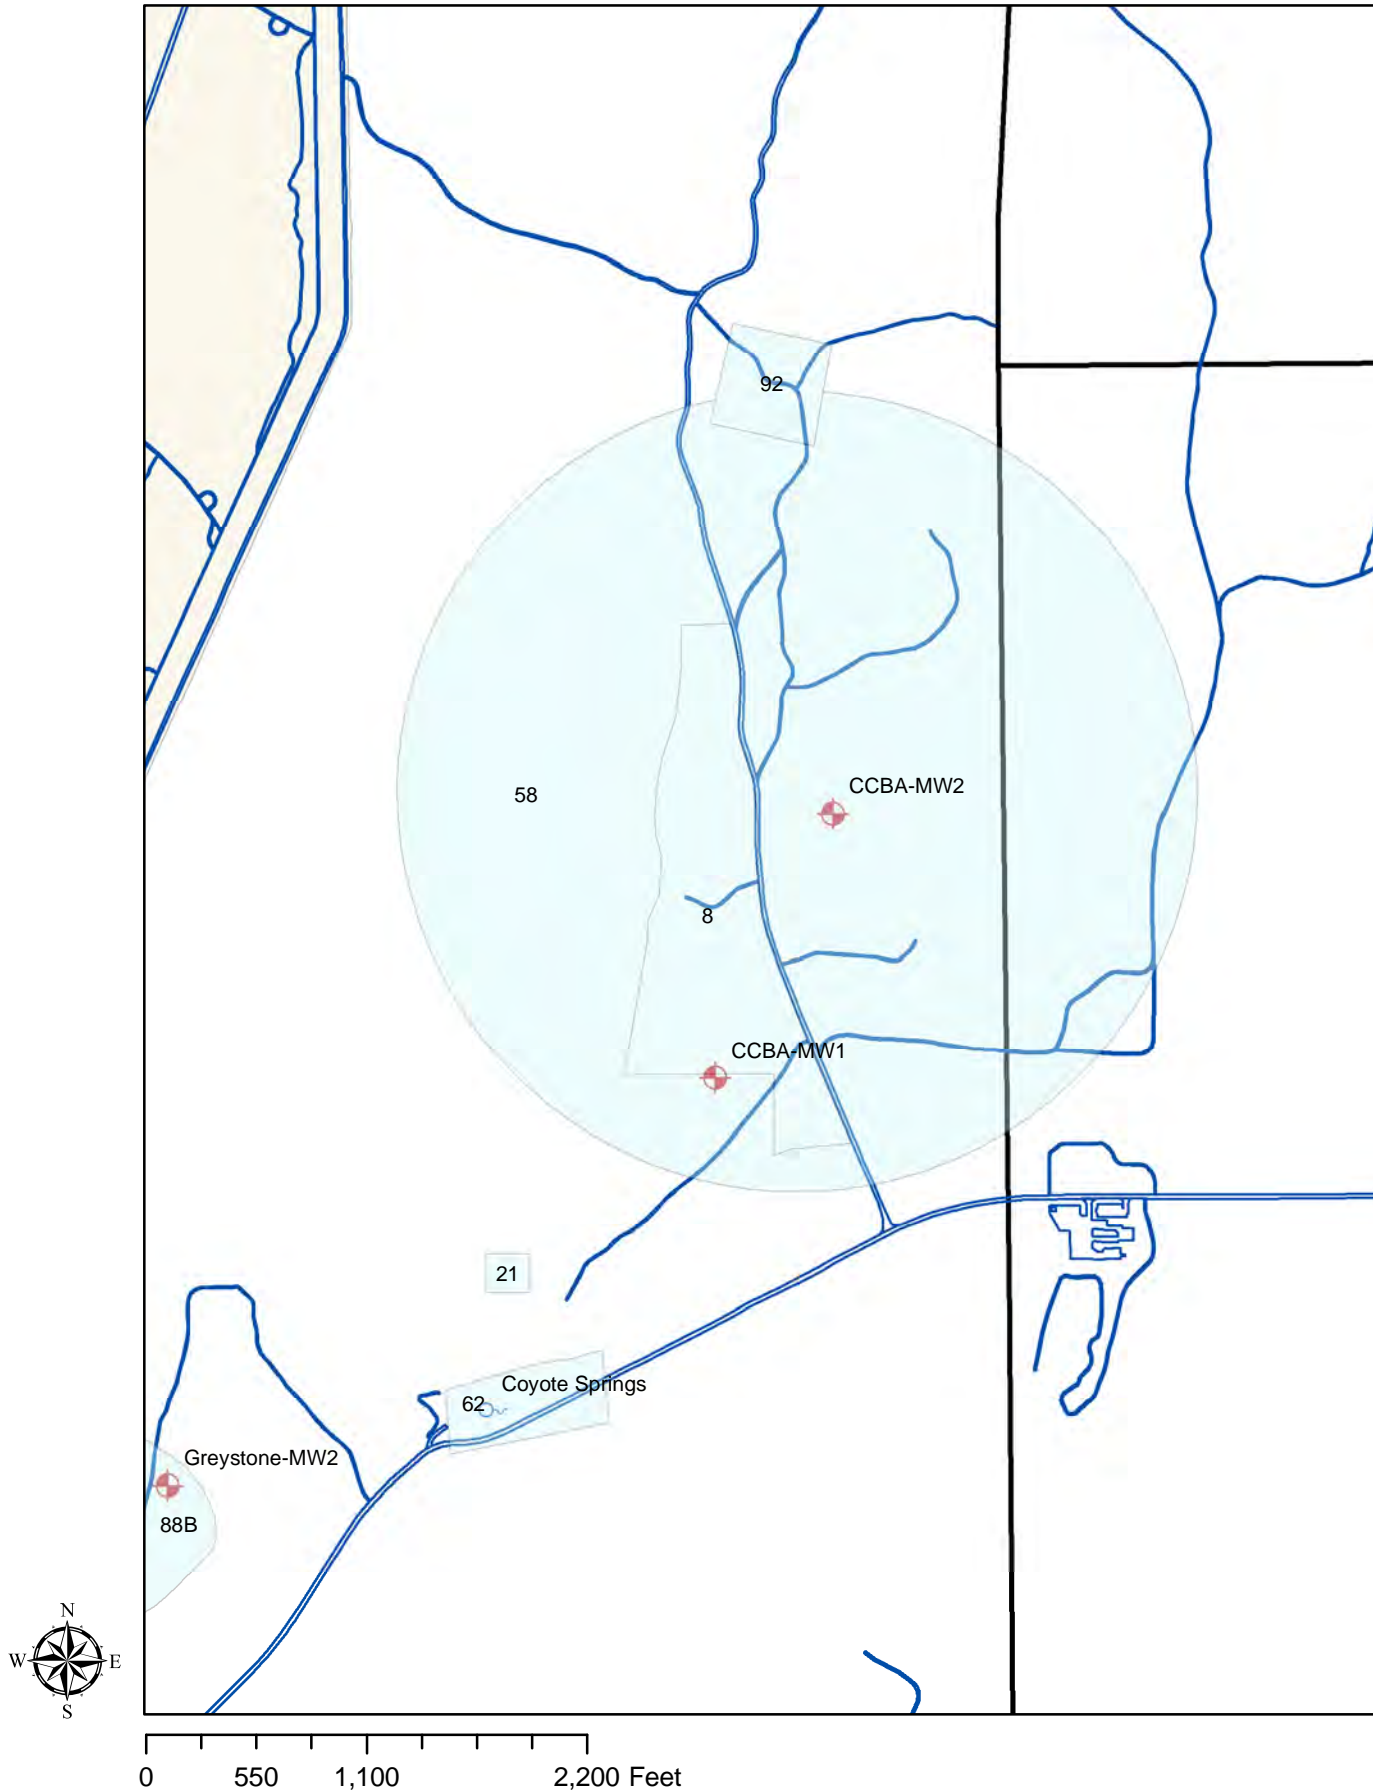 92
CCBA-MW2
58
8
CCBA-MW1
21
Coyote Springs
62
Greystone-MW2
88B
N
W E
S
0 550 1,100 2,200 Feet